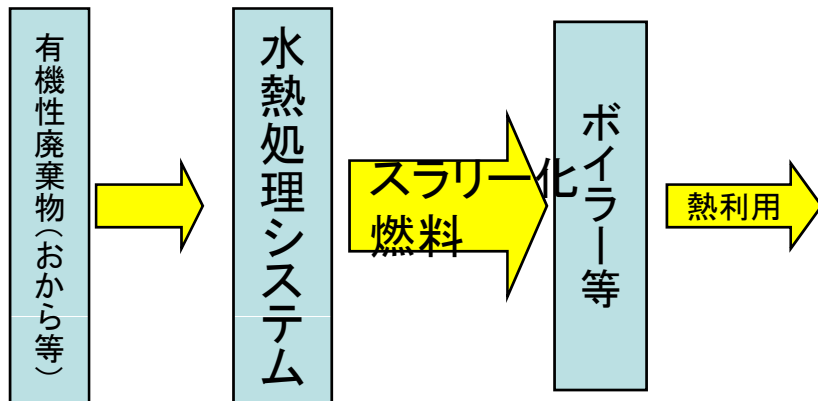 有機性廃棄物(おから等)
水熱処理システム
スラリー化
燃料
ボイラー等
熱利用